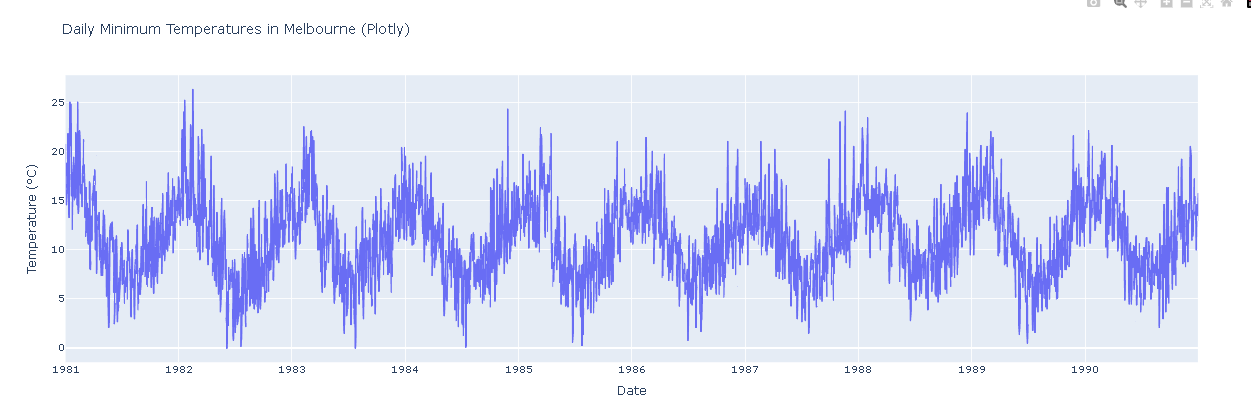 Daily Minimum Temperatures in Melbourne (Plotly)
Temperature (°C)
25
20
15
10
5
0
1981 1982 1983 1984 1985 1986 1987 1988 1989 1990
Date